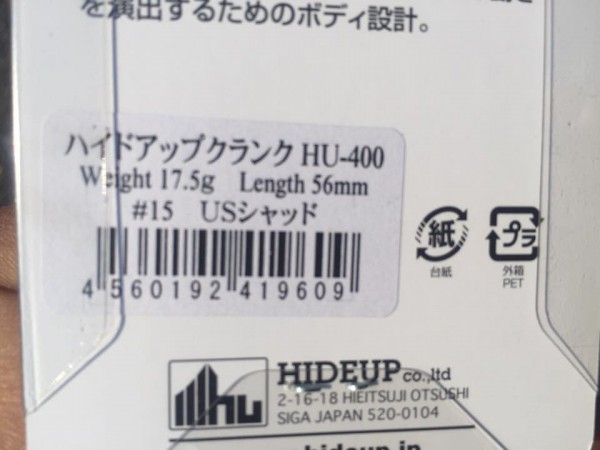 を演出するためのボディ設計。
ハイドアップクランク HU-400
Weight 17.5g Length 56mm
#15 USシャッド
4 560192 419609
紙
台紙
プラ
外箱
PET
hu
HIDEUP co.,ltd
2-16-18 HIEITSUJI OTSUSHI
SIGA JAPAN 520-0104
hideup.jp